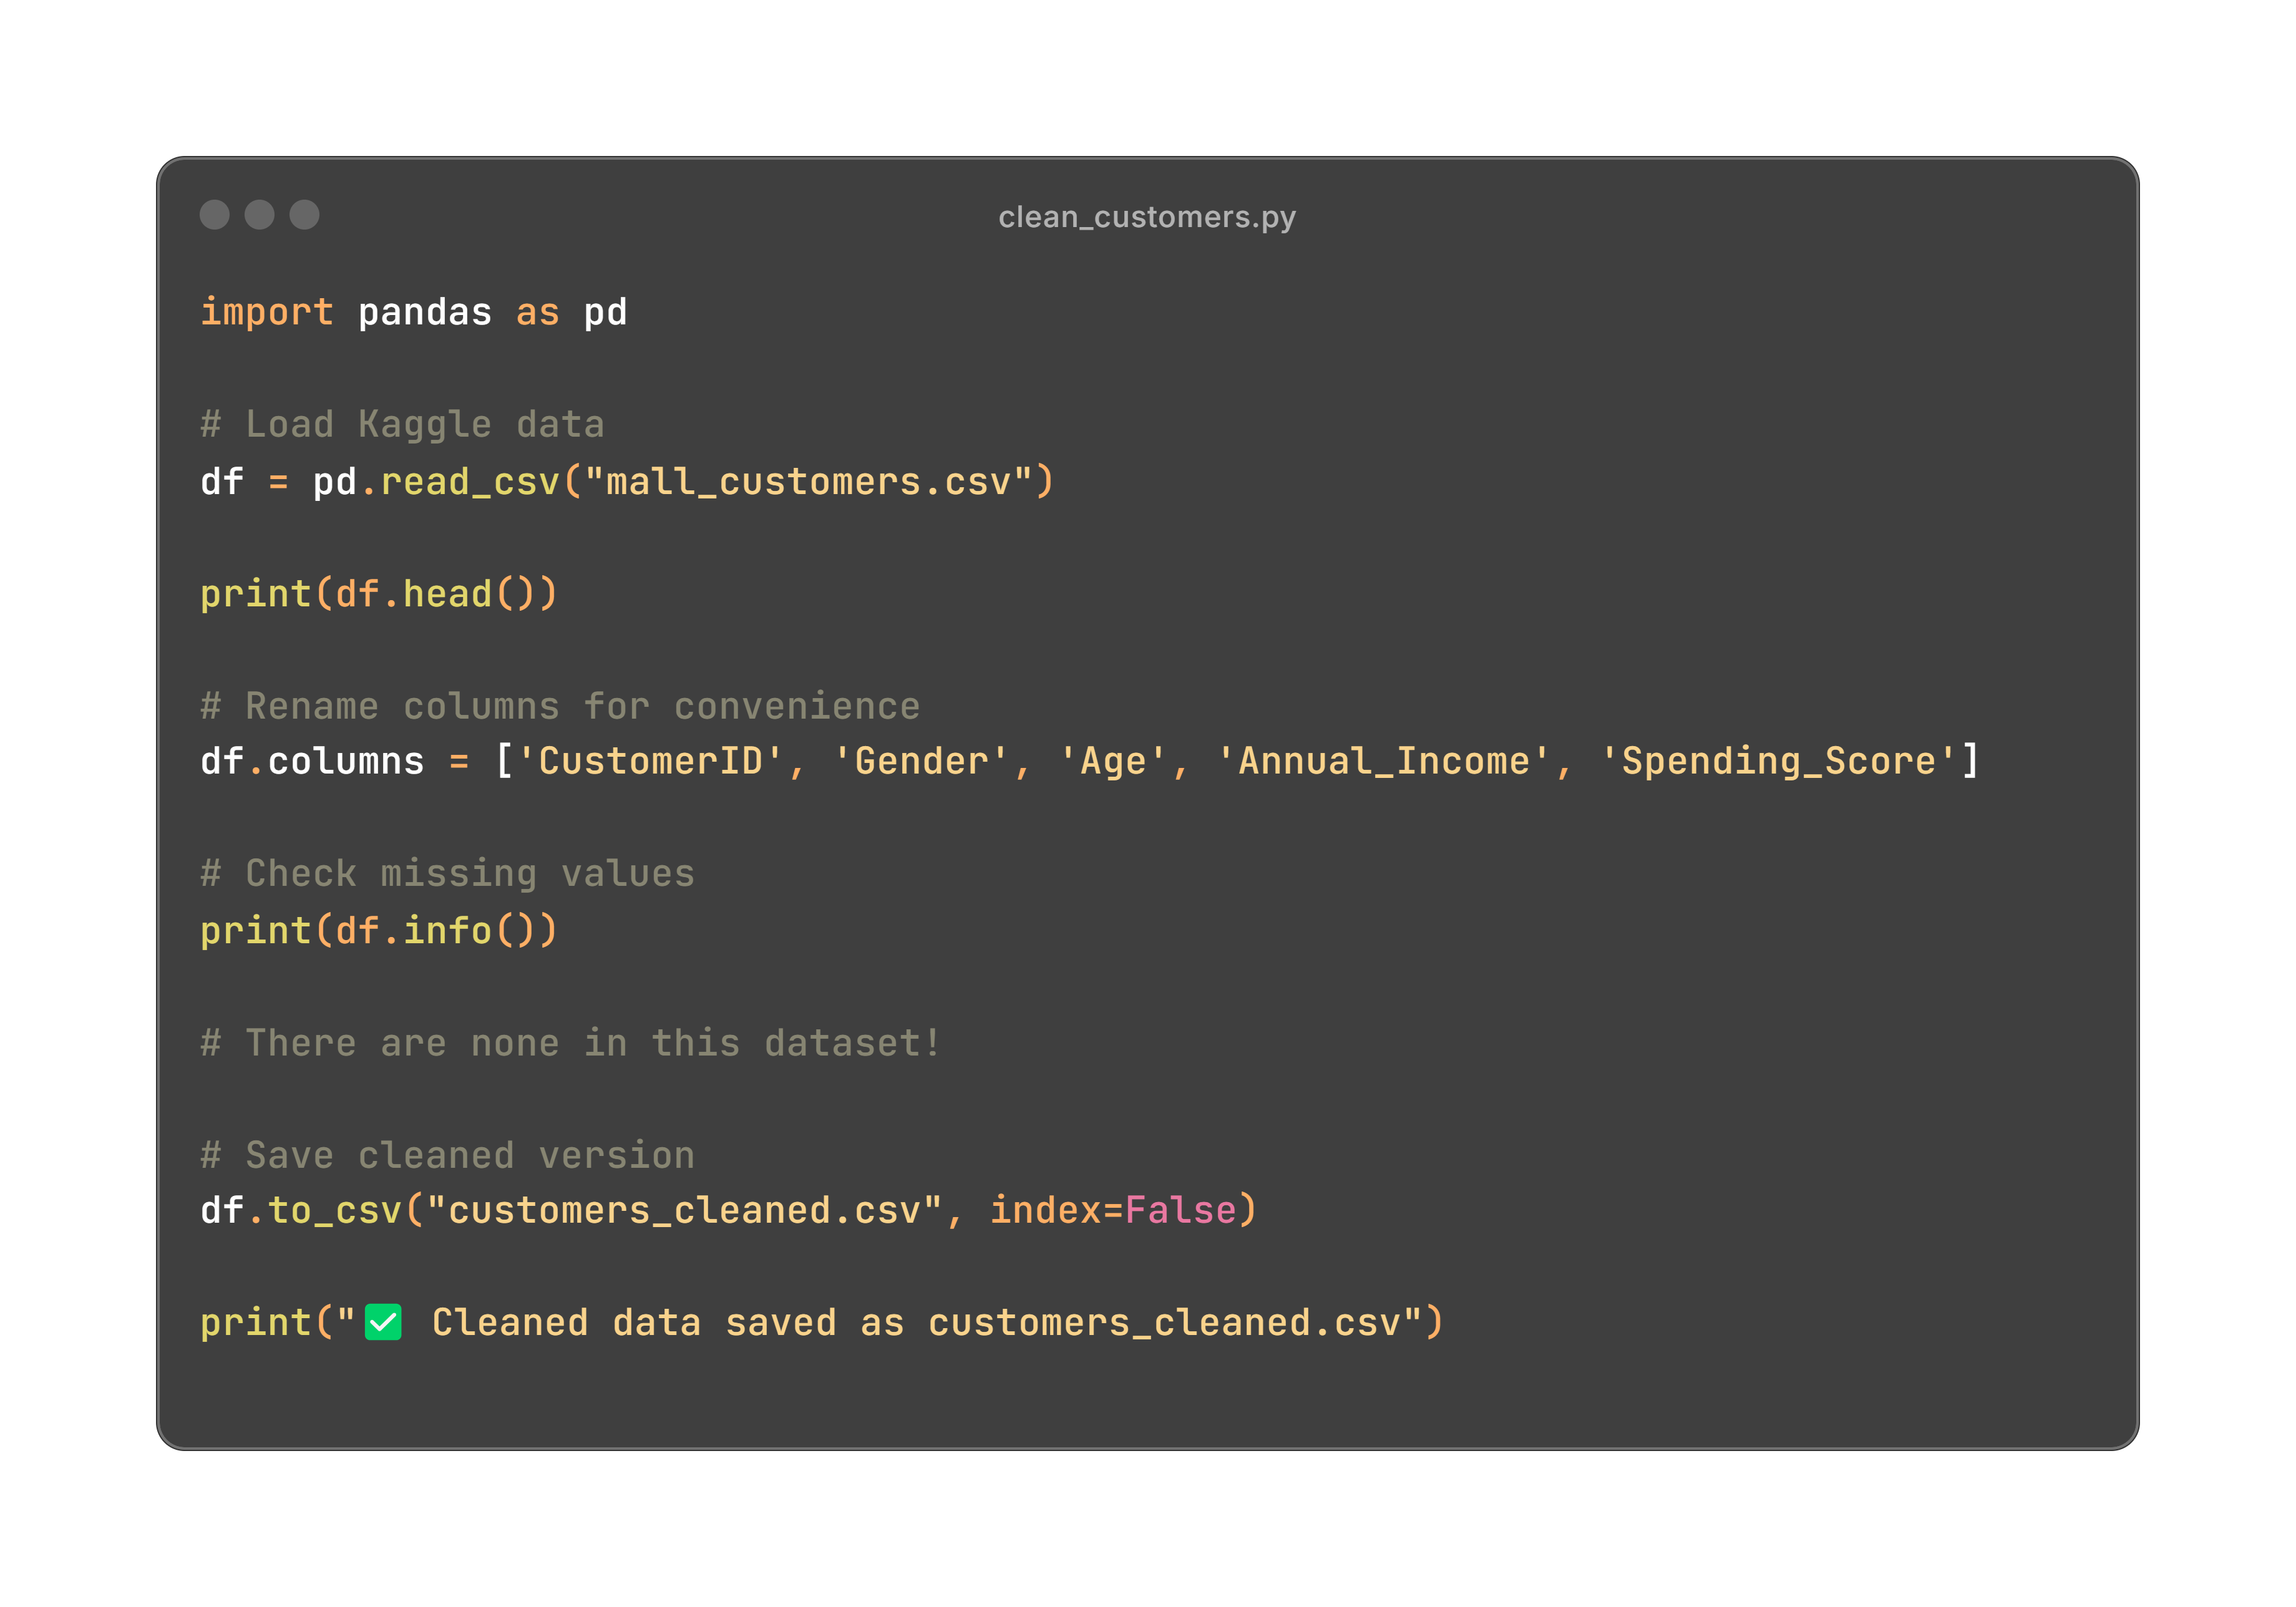 clean_customers.py
import pandas as pd
# Load Kaggle data
df = pd.read_csv("mall_customers.csv")
print(df.head())
# Rename columns for convenience
df.columns = ['CustomerID', 'Gender', 'Age', 'Annual_Income', 'Spending_Score']
# Check missing values
print(df.info())
# There are none in this dataset!
# Save cleaned version
df.to_csv("customers_cleaned.csv", index=False)
print("✅ Cleaned data saved as customers_cleaned.csv")